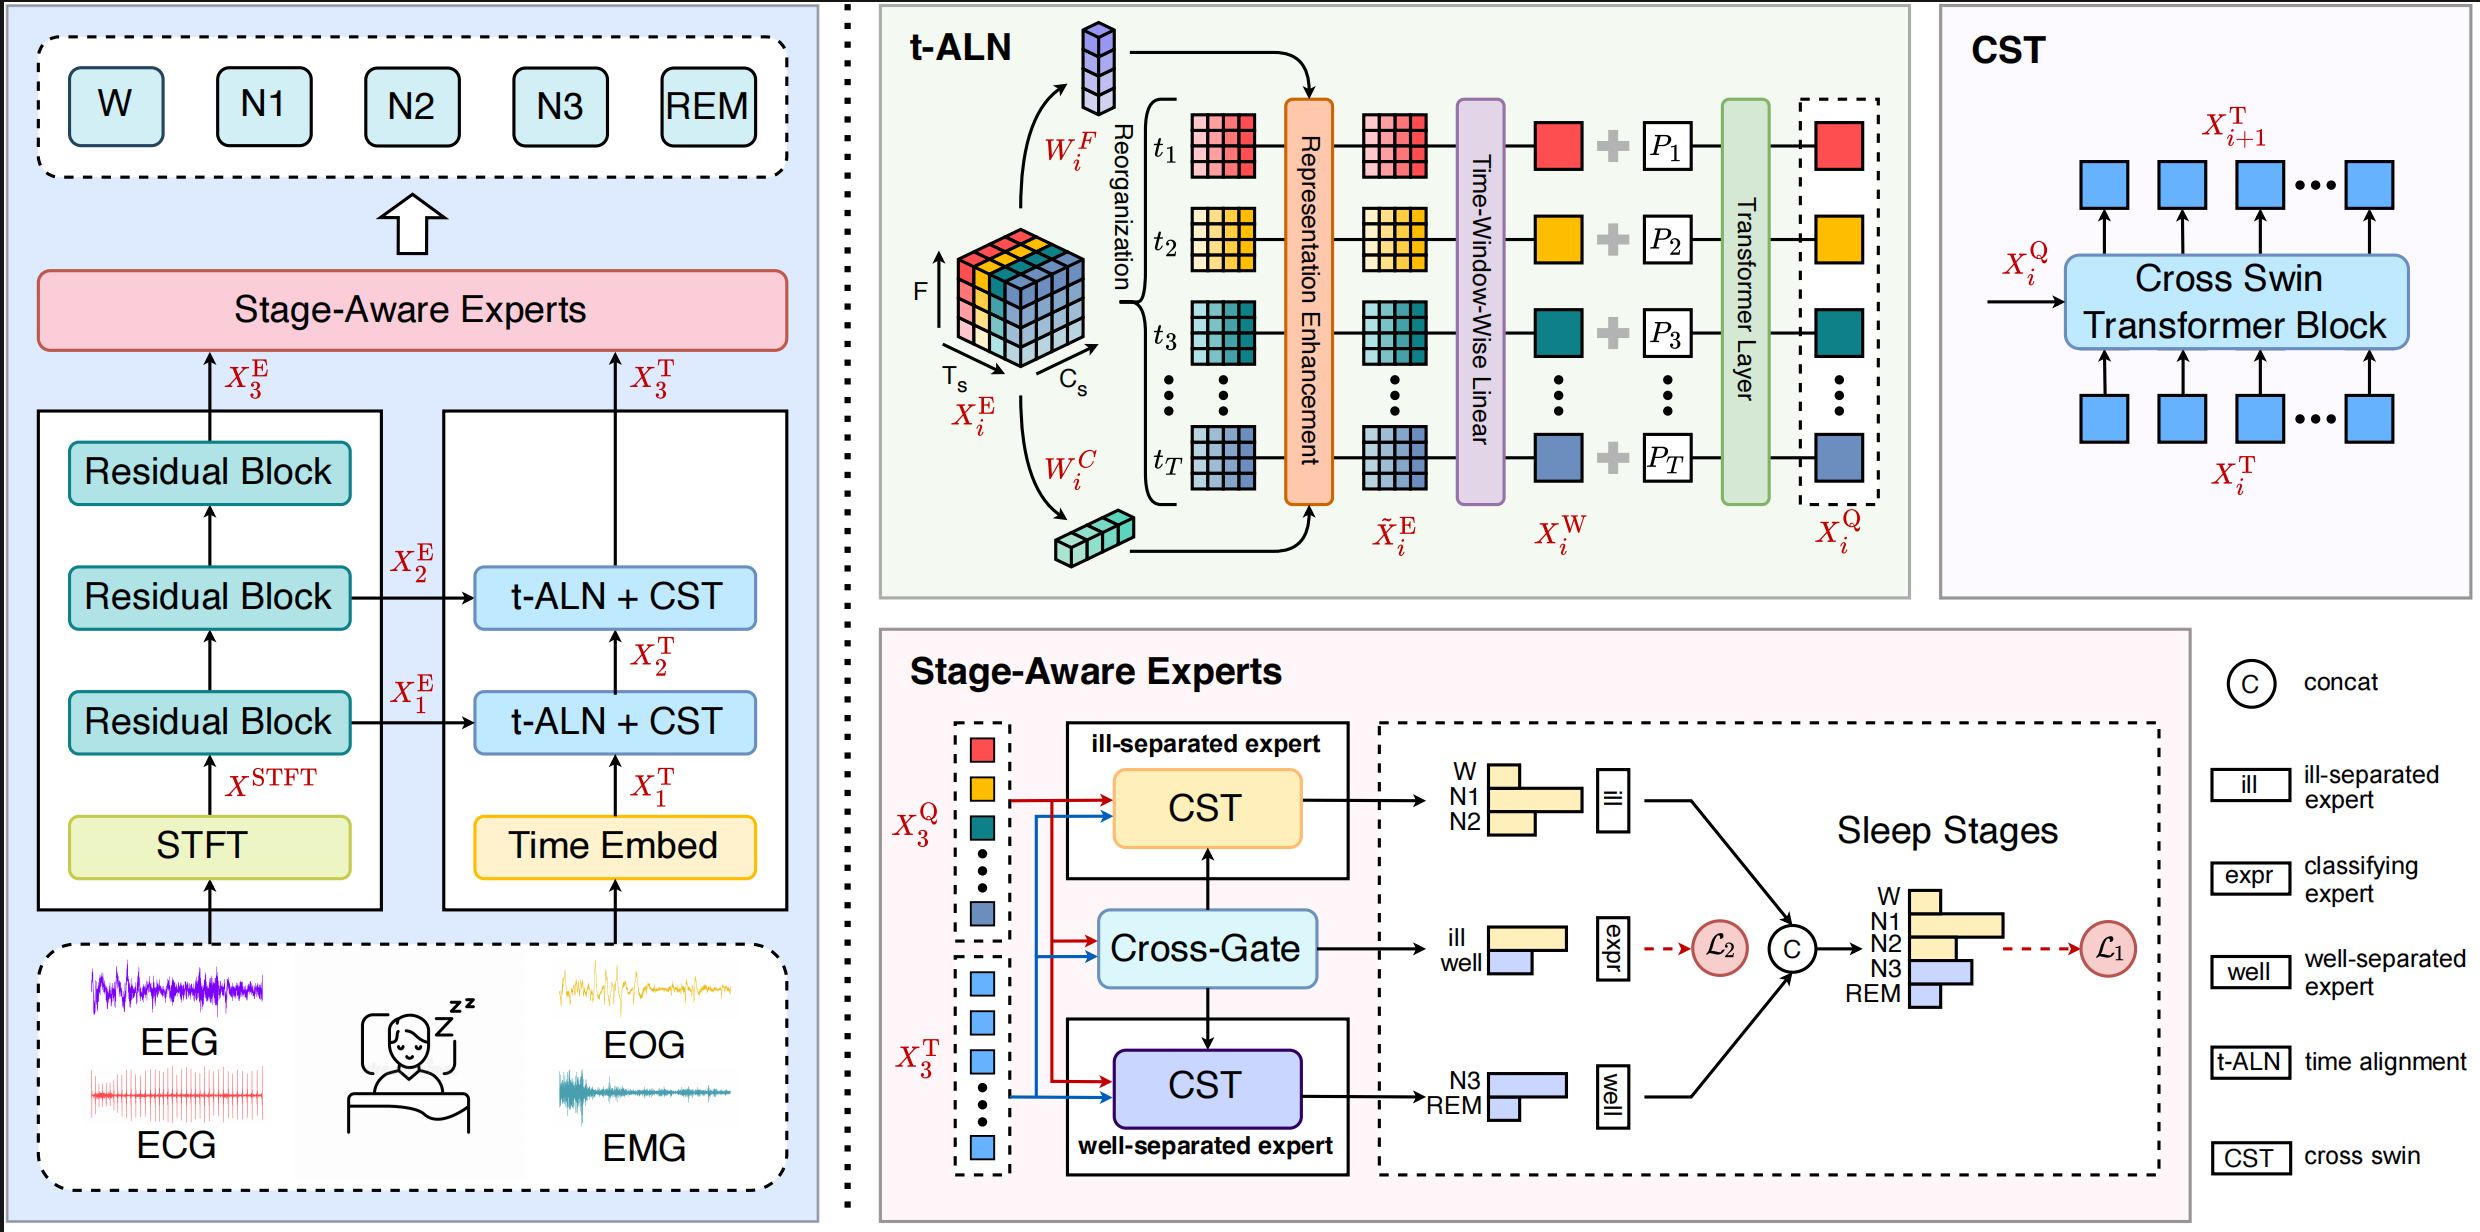 W N1 N2 N3 REM
Stage-Aware Experts
X_3^E X_3^T
Residual Block
X_2^E
Residual Block t-ALN + CST
X_2^T
X_1^E
Residual Block t-ALN + CST
X^STFT X_1^T
STFT Time Embed
EEG EOG
z z z
ECG EMG
t-ALN
W_i^F
Reorganization
F
T_s C_s
X_i^E
W_i^C
t_1
t_2
t_3
t_T
Representation Enhancement
Time-Window-Wise Linear
P_1
P_2
P_3
P_T
Transformer Layer
X̃_i^E X_i^W X_i^Q
CST
X_{i+1}^T
X_i^Q
Cross Swin
Transformer Block
X_i^T
Stage-Aware Experts
X_3^Q
X_3^T
ill-separated expert
CST
Cross-Gate
CST
well-separated expert
W
N1
N2
ill
ill
well
expr
N3
REM
well
L_2
C
Sleep Stages
W
N1
N2
N3
REM
L_1
C concat
ill ill-separated
expert
expr classifying
expert
well well-separated
expert
t-ALN time alignment
CST cross swin